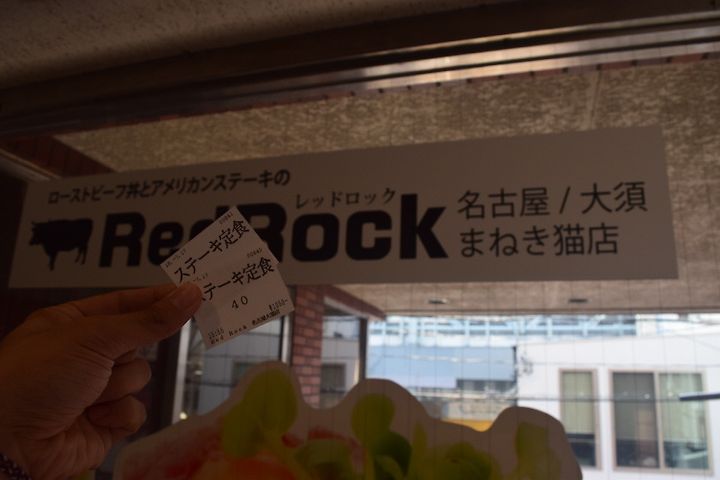 ローストビーフ丼とアメリカンステーキの
レッドロック
RedRock
名古屋 / 大須
まねき猫店
ステーキ定食
ステーキ定食
40
Red Rock